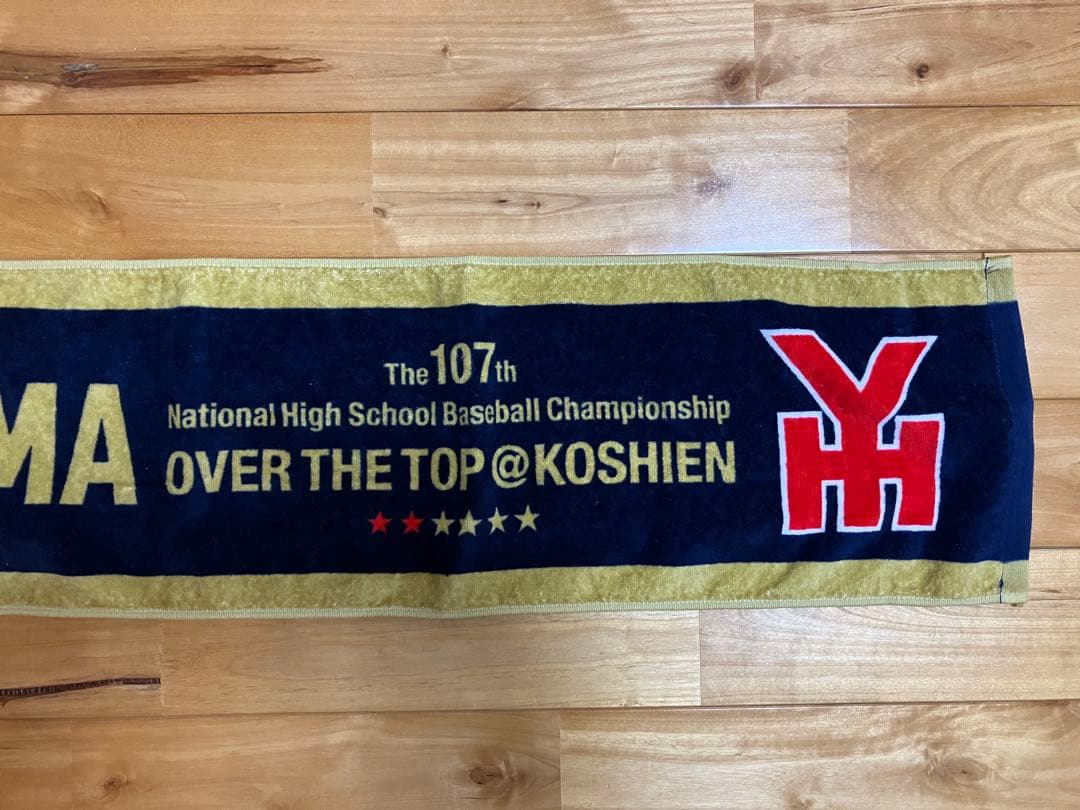 MA
The 107th
National High School Baseball Championship
OVER THE TOP @ KOSHIEN
YH